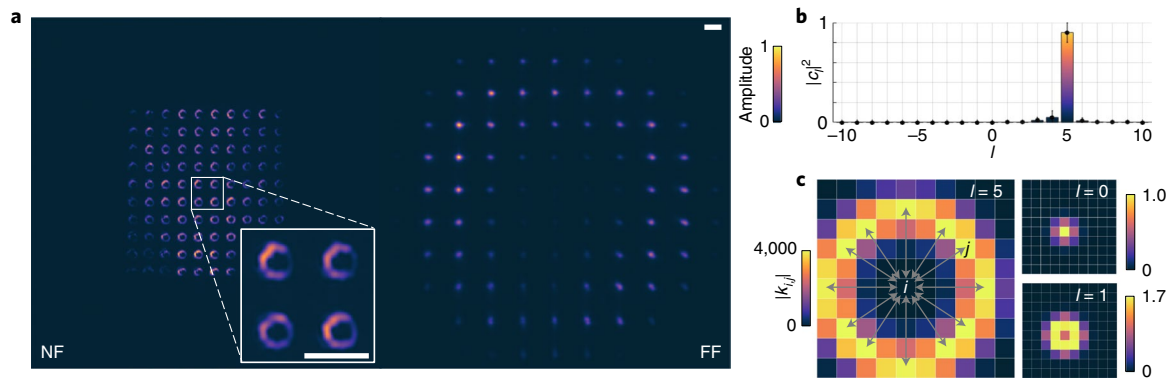 a
NF
FF
Amplitude
1
0
b
|c_l|²
1
0
−10
−5
0
5
10
l
c
4,000
|k_{i,j}|
0
l = 5
i
j
l = 0
1.0
0
l = 1
1.7
0